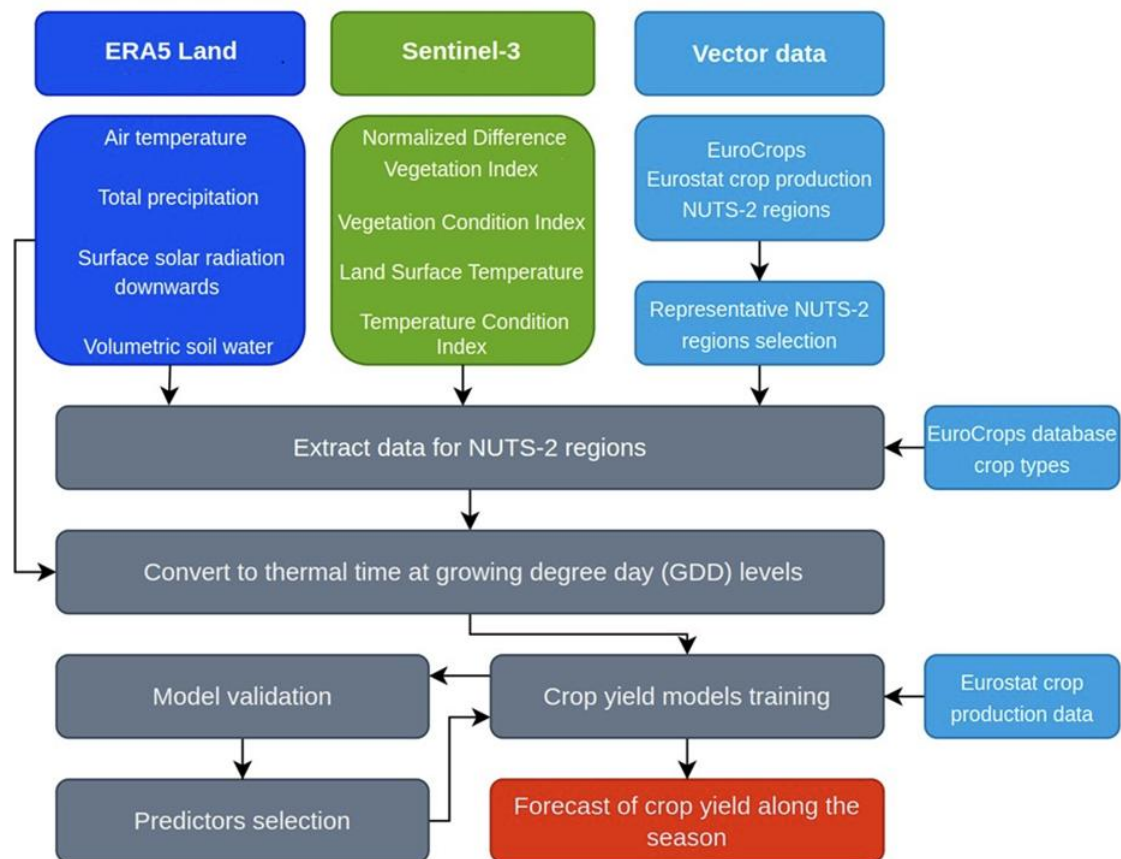 ERA5 Land
Sentinel-3
Vector data
Air temperature
Total precipitation
Surface solar radiation
downwards
Volumetric soil water
Normalized Difference
Vegetation Index
Vegetation Condition Index
Land Surface Temperature
Temperature Condition
Index
EuroCrops
Eurostat crop production
NUTS-2 regions
Representative NUTS-2
regions selection
Extract data for NUTS-2 regions
EuroCrops database
crop types
Convert to thermal time at growing degree day (GDD) levels
Model validation
Crop yield models training
Eurostat crop
production data
Predictors selection
Forecast of crop yield along the
season